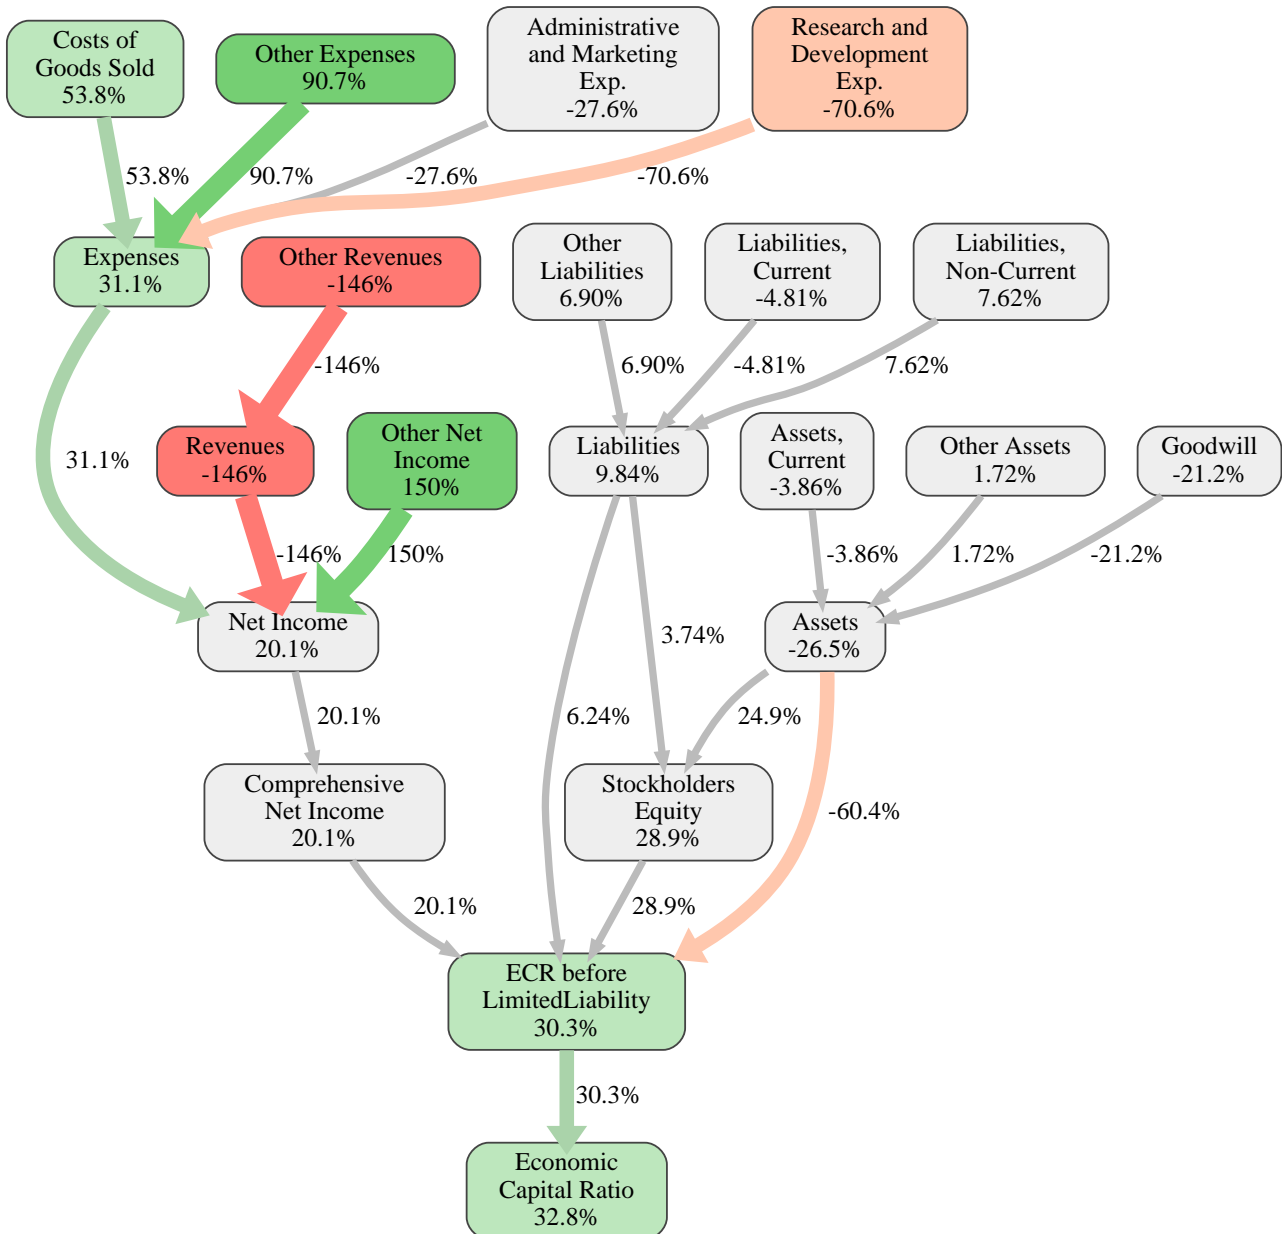 Costs of
Goods Sold
53.8%
Other Expenses
90.7%
Administrative
and Marketing
Exp.
-27.6%
Research and
Development
Exp.
-70.6%
53.8%
90.7%
-27.6%
-70.6%
Expenses
31.1%
Other Revenues
-146%
Other
Liabilities
6.90%
Liabilities,
Current
-4.81%
Liabilities,
Non-Current
7.62%
-146%
6.90%
-4.81%
7.62%
31.1%
Revenues
-146%
Other Net
Income
150%
Liabilities
9.84%
Assets,
Current
-3.86%
Other Assets
1.72%
Goodwill
-21.2%
-146%
150%
-3.86%
1.72%
-21.2%
Net Income
20.1%
3.74%
Assets
-26.5%
20.1%
6.24%
24.9%
Comprehensive
Net Income
20.1%
Stockholders
Equity
28.9%
-60.4%
20.1%
28.9%
ECR before
LimitedLiability
30.3%
30.3%
Economic
Capital Ratio
32.8%